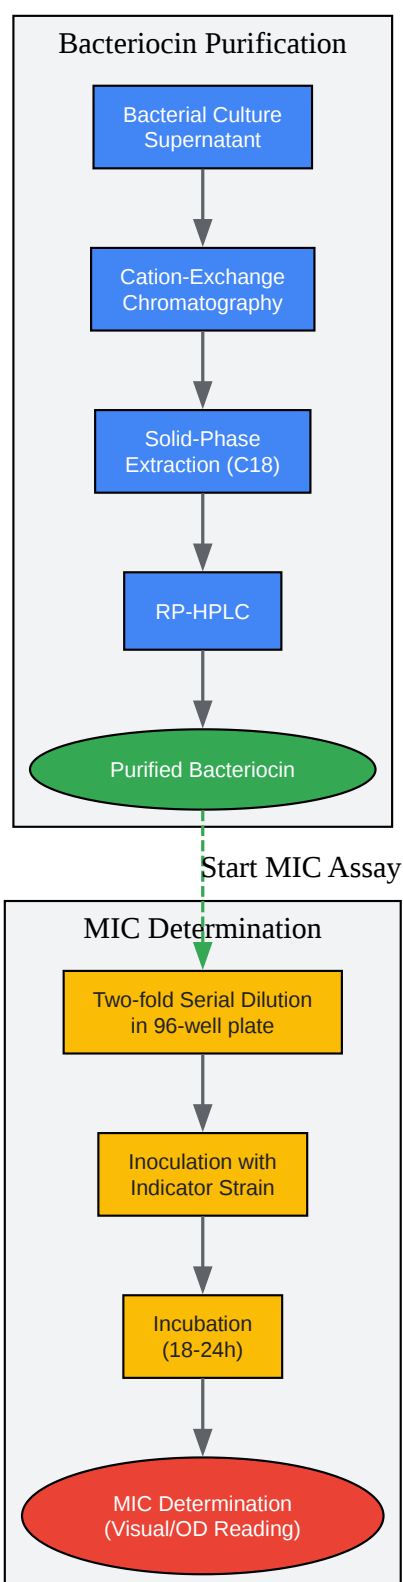 Bacteriocin Purification
Bacterial Culture
Supernatant
Cation-Exchange
Chromatography
Solid-Phase
Extraction (C18)
RP-HPLC
Purified Bacteriocin
Start MIC Assay
MIC Determination
Two-fold Serial Dilution
in 96-well plate
Inoculation with
Indicator Strain
Incubation
(18-24h)
MIC Determination
(Visual/OD Reading)